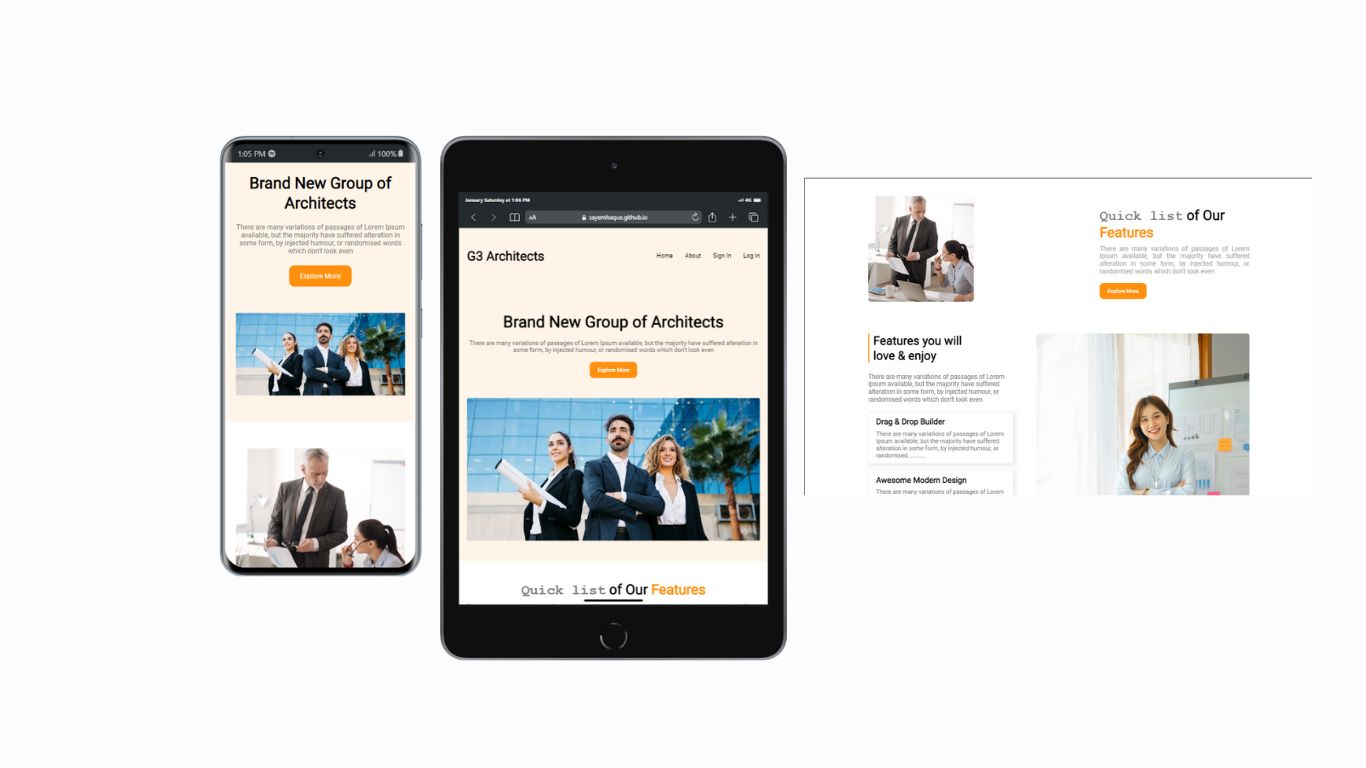 1:05 PM
100%
Brand New Group of
Architects
There are many variations of passages of Lorem Ipsum
available, but the majority have suffered alteration in
some form, by injected humour, or randomised words
which don't look even
Explore More
January Saturday at 1:06 PM
4G
AA
sayemhaque.github.io
G3 Architects
Home
About
Sign In
Log In
Brand New Group of Architects
There are many variations of passages of Lorem Ipsum available, but the majority have suffered alteration in
some form, by injected humour, or randomised words which don't look even
Explore More
Quick list of Our Features
Quick list of Our
Features
There are many variations of passages of Lorem
Ipsum available, but the majority have suffered
alteration in some form, by injected humour, or
randomised words which don't look even
Explore More
Features you will
love & enjoy
There are many variations of passages of Lorem
Ipsum available, but the majority have suffered
alteration in some form, by injected humour, or
randomised words which don't look even
Drag & Drop Builder
There are many variations of passages of Lorem
Ipsum available, but the majority have suffered
alteration in some form, by injected humour, or
randomised..........
Awesome Modern Design
There are many variations of passages of Lorem